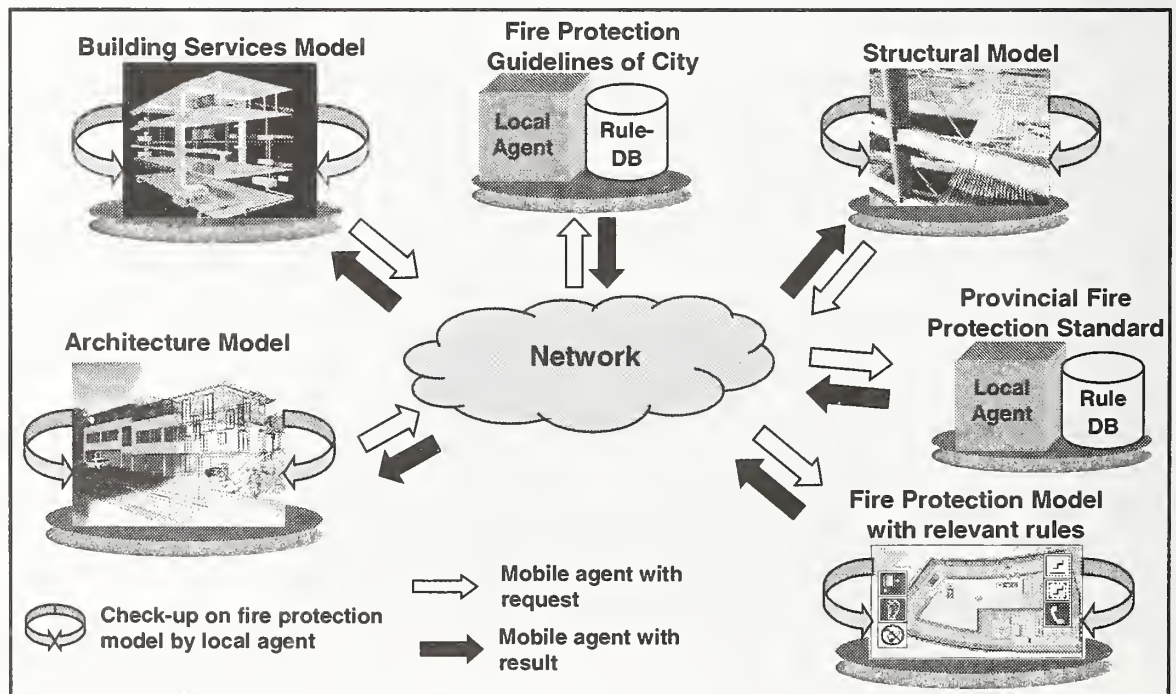 Building Services Model
Fire Protection
Guidelines of City
Structural Model
Local
Agent
Rule-
DB
Provincial Fire
Protection Standard
Architecture Model
Network
Local
Agent
Rule
DB
Fire Protection Model
with relevant rules
Check-up on fire protection
model by local agent
Mobile agent with
request
Mobile agent with
result